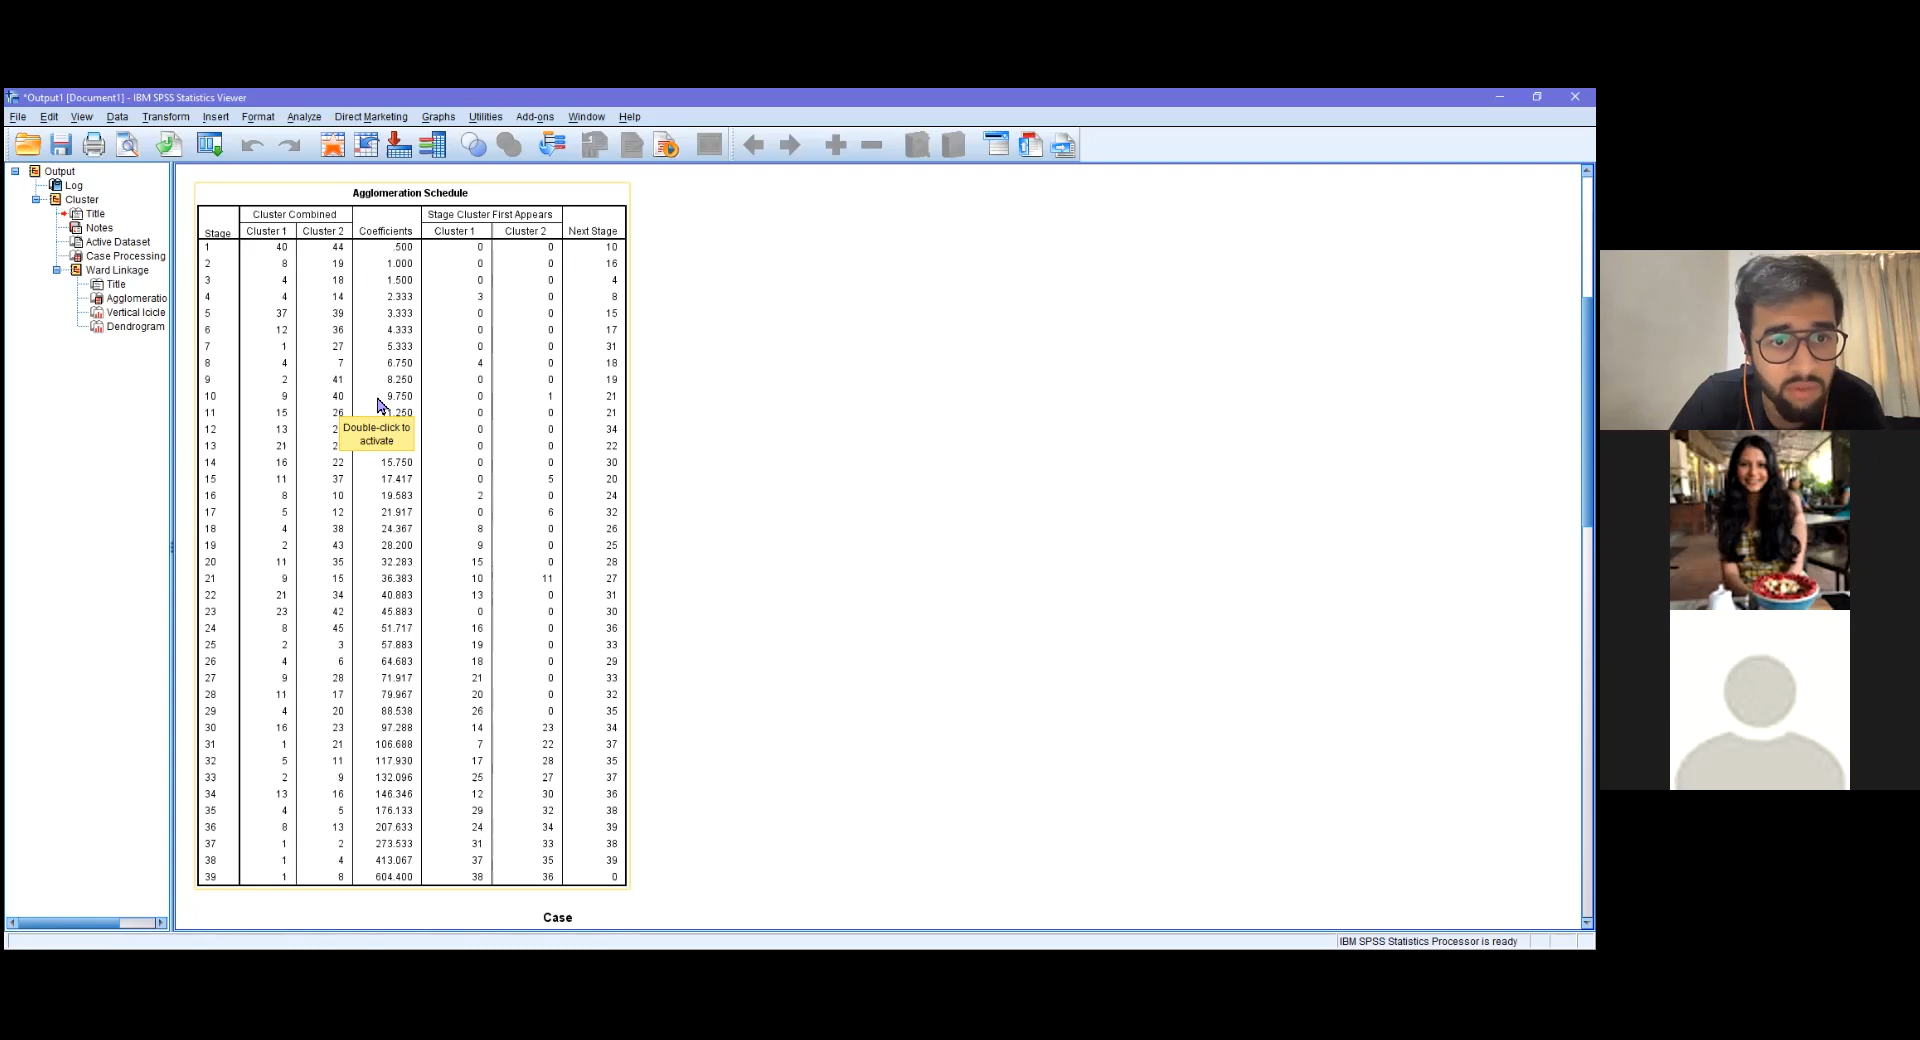 *Output1 [Document1] - IBM SPSS Statistics Viewer
File Edit View Data Transform Insert Format Analyze Direct Marketing Graphs Utilities Add-ons Window Help
Output
Log
Cluster
Title
Notes
Active Dataset
Case Processing
Ward Linkage
Title
Agglomeratio
Vertical Icicle
Dendrogram
Agglomeration Schedule
Cluster Combined Stage Cluster First Appears
Stage Cluster 1 Cluster 2 Coefficients Cluster 1 Cluster 2 Next Stage
1 40 44 .500 0 0 10
2 8 19 1.000 0 0 16
3 4 18 1.500 0 0 4
4 4 14 2.333 3 0 8
5 37 39 3.333 0 0 15
6 12 36 4.333 0 0 17
7 1 27 5.333 0 0 31
8 4 7 6.750 4 0 18
9 2 41 8.250 0 0 19
10 9 40 9.750 0 1 21
11 15 26 1.250 0 0 21
12 13 2 0 0 34
13 21 2 0 0 22
Double-click to
activate
14 16 22 15.750 0 0 30
15 11 37 17.417 0 5 20
16 8 10 19.583 2 0 24
17 5 12 21.917 0 6 32
18 4 38 24.367 8 0 26
19 2 43 28.200 9 0 25
20 11 35 32.283 15 0 28
21 9 15 36.383 10 11 27
22 21 34 40.883 13 0 31
23 23 42 45.883 0 0 30
24 8 45 51.717 16 0 36
25 2 3 57.883 19 0 33
26 4 6 64.683 18 0 29
27 9 28 71.917 21 0 33
28 11 17 79.967 20 0 32
29 4 20 88.538 26 0 35
30 16 23 97.288 14 23 34
31 1 21 106.688 7 22 37
32 5 11 117.930 17 28 35
33 2 9 132.096 25 27 37
34 13 16 146.346 12 30 36
35 4 5 176.133 29 32 38
36 8 13 207.633 24 34 39
37 1 2 273.533 31 33 38
38 1 4 413.067 37 35 39
39 1 8 604.400 38 36 0
Case
IBM SPSS Statistics Processor is ready